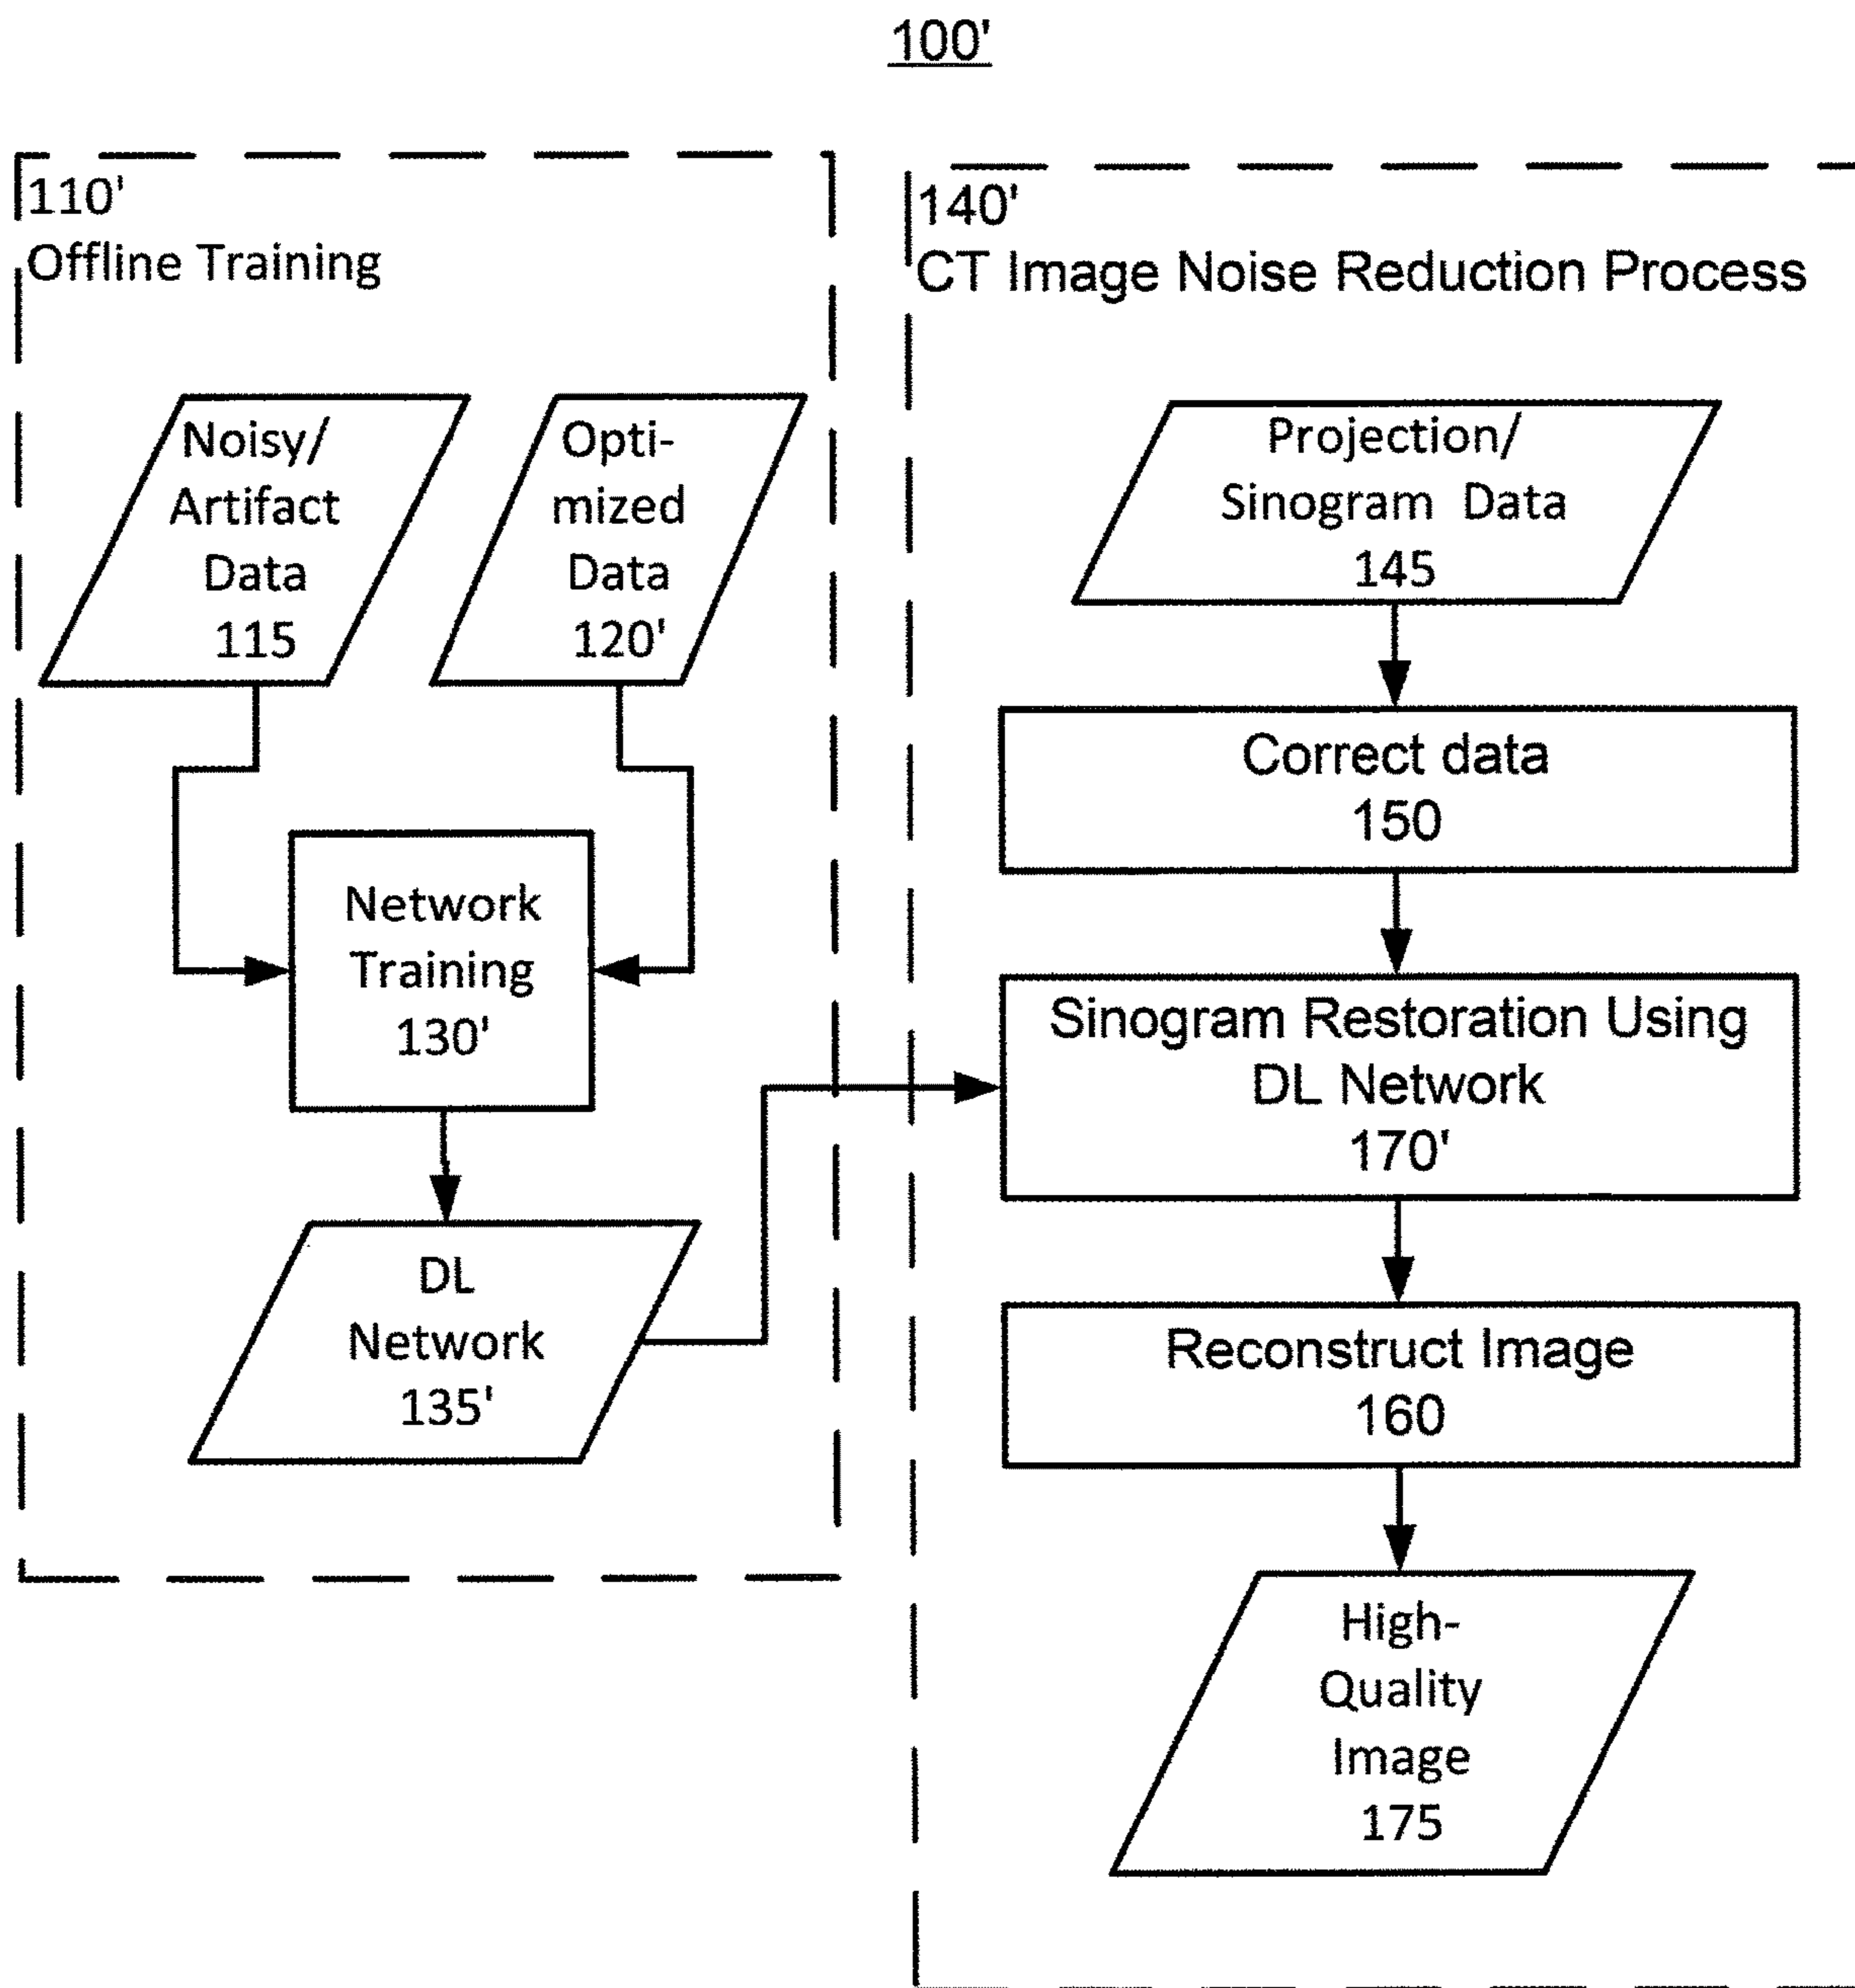 100'
110'
Offline Training
Noisy/
Artifact
Data
115
Opti-
mized
Data
120'
Network
Training
130'
DL
Network
135'
140'
CT Image Noise Reduction Process
Projection/
Sinogram Data
145
Correct data
150
Sinogram Restoration Using
DL Network
170'
Reconstruct Image
160
High-
Quality
Image
175